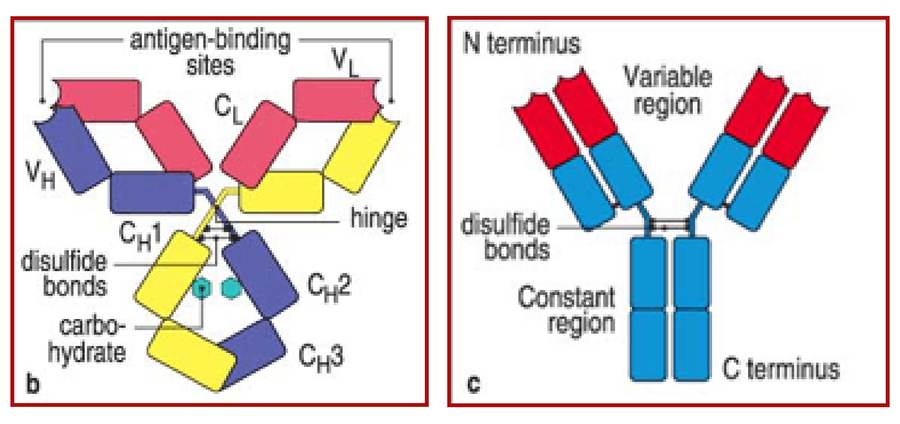 antigen-binding
sites
VL
CL
VH
hinge
CH1
disulfide
bonds
CH2
carbo-
hydrate
CH3
b
N terminus
Variable
region
disulfide
bonds
Constant
region
C terminus
c